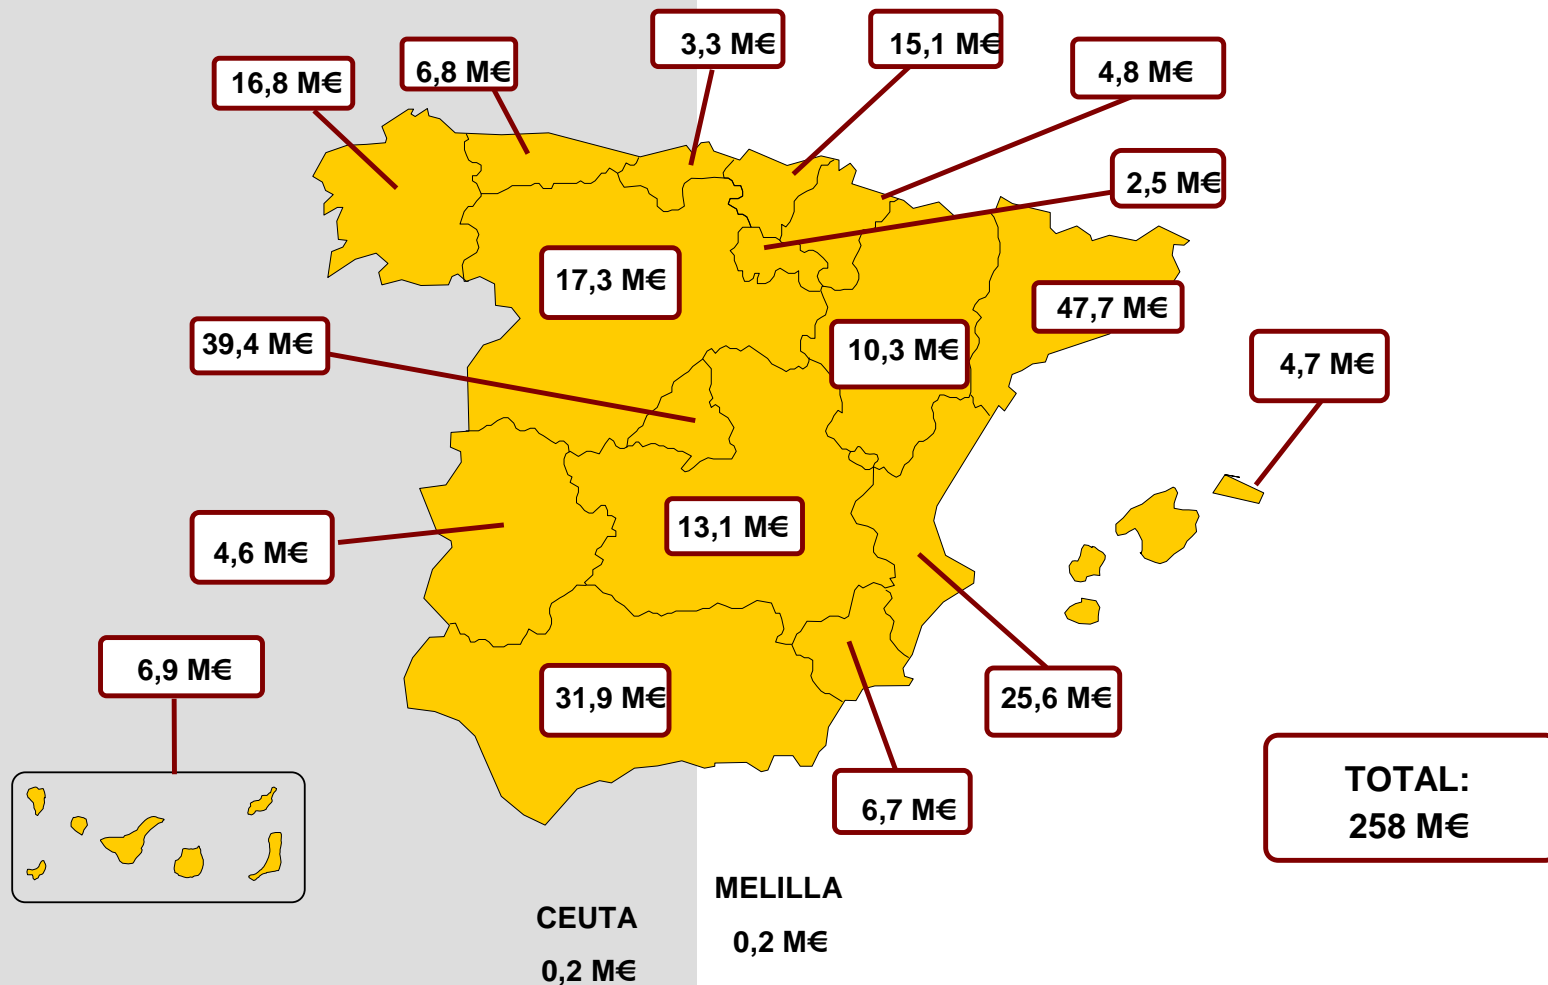 3,3 M€
15,1 M€
6,8 M€
4,8 M€
16,8 M€
2,5 M€
17,3 M€
47,7 M€
39,4 M€
10,3 M€
4,7 M€
13,1 M€
4,6 M€
6,9 M€
31,9 M€
25,6 M€
6,7 M€
TOTAL:
258 M€
MELILLA
0,2 M€
CEUTA
0,2 M€